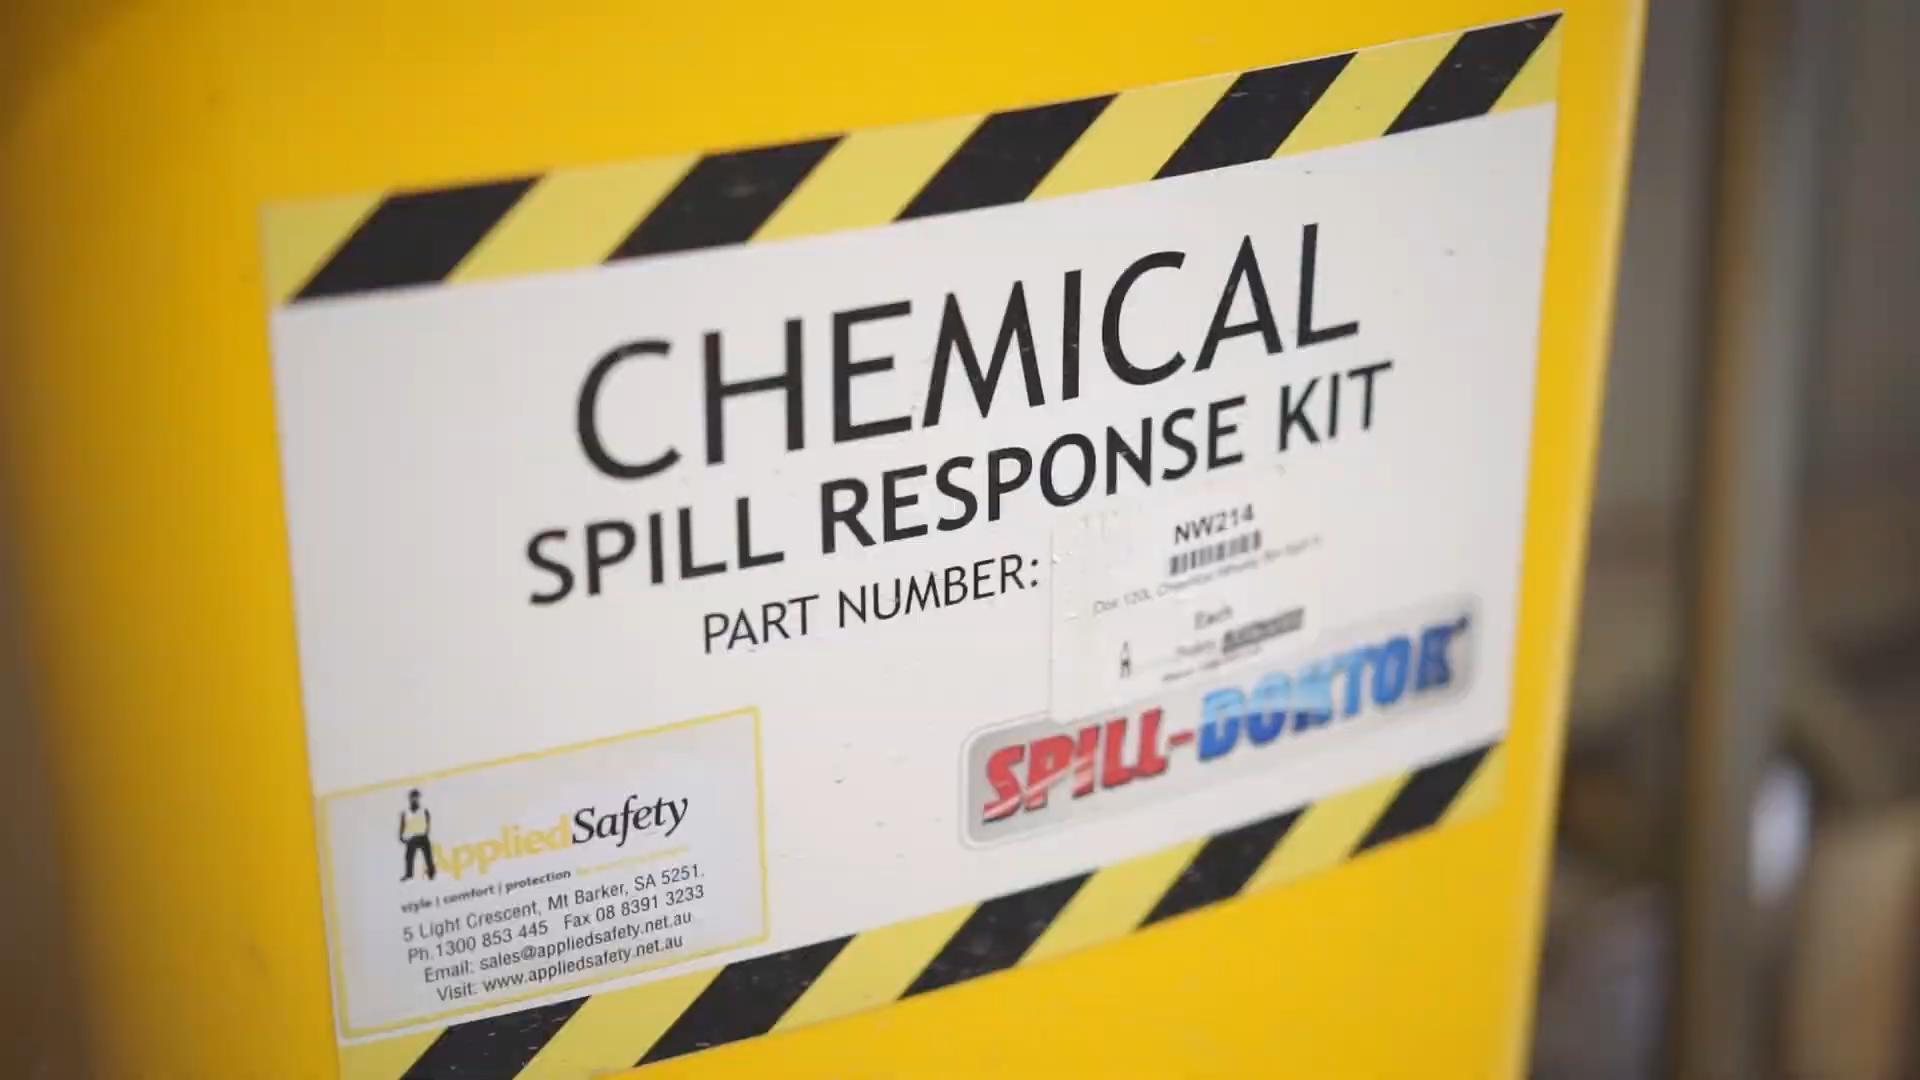 CHEMICAL
SPILL RESPONSE KIT
PART NUMBER:
NW214
Each
SPILL-DOKTOR
AppliedSafety
style | comfort | protection
5 Light Crescent, Mt Barker, SA 5251.
Ph.1300 853 445 Fax 08 8391 3233
Email: sales@appliedsafety.net.au
Visit: www.appliedsafety.net.au